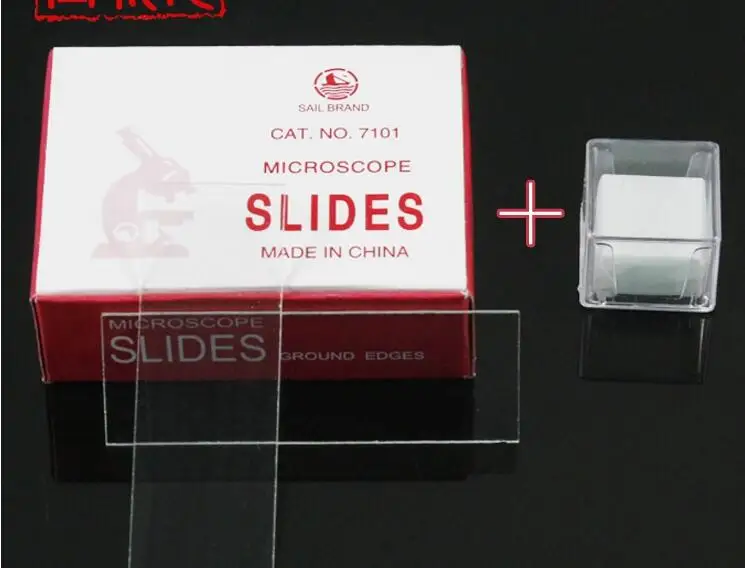 SAIL BRAND
CAT. NO. 7101
MICROSCOPE
SLIDES
MADE IN CHINA
MICROSCOPE
SLIDES GROUND EDGES